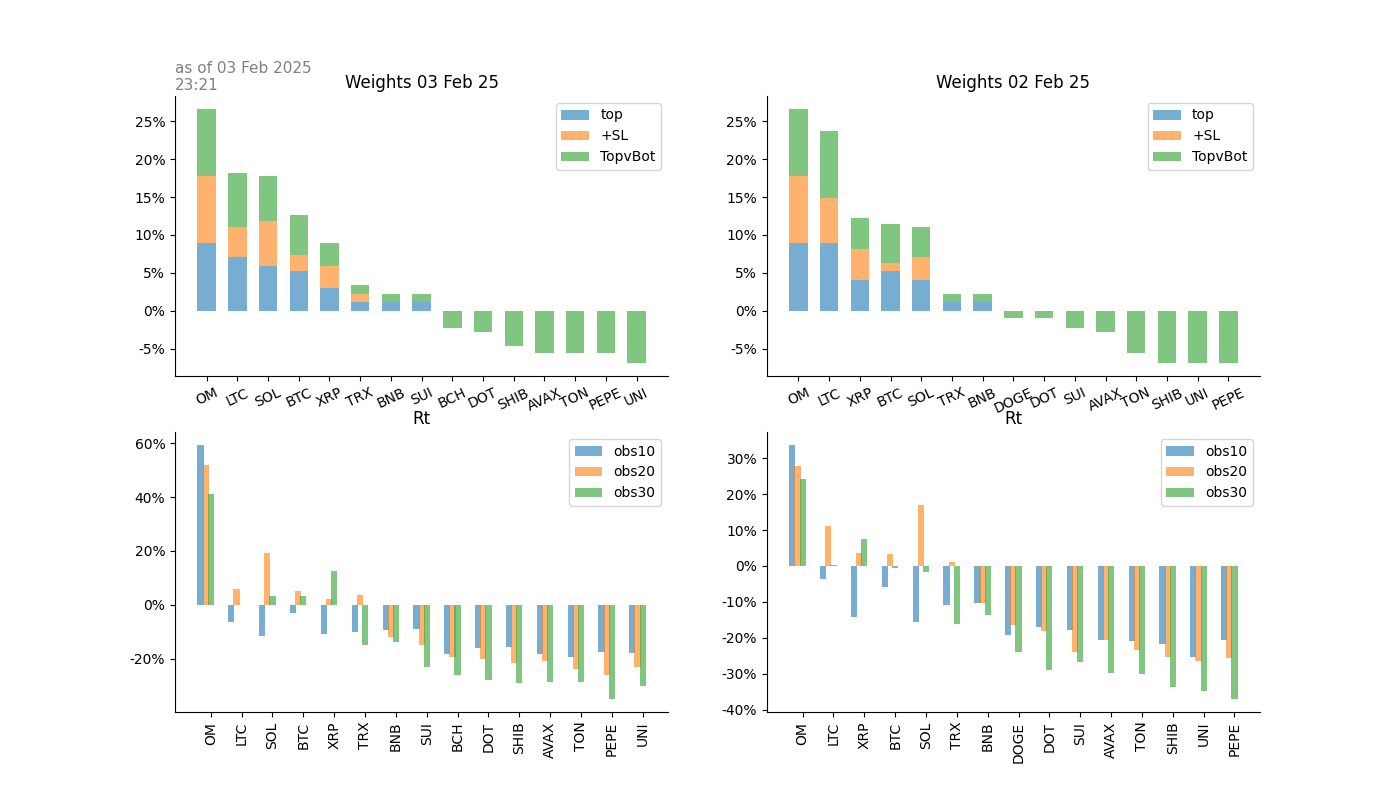 as of 03 Feb 2025
23:21
Weights 03 Feb 25
25%
20%
15%
10%
5%
0%
-5%
top
+SL
TopvBot
OM LTC SOL BTC XRP TRX BNB SUI BCH DOT SHIB AVAX TON PEPE UNI
Weights 02 Feb 25
25%
20%
15%
10%
5%
0%
-5%
top
+SL
TopvBot
OM LTC XRP BTC SOL TRX BNB DOGE DOT SUI AVAX TON SHIB UNI PEPE
Rt
60%
40%
20%
0%
-20%
obs10
obs20
obs30
OM LTC SOL BTC XRP TRX BNB SUI BCH DOT SHIB AVAX TON PEPE UNI
Rt
30%
20%
10%
0%
-10%
-20%
-30%
-40%
obs10
obs20
obs30
OM LTC XRP BTC SOL TRX BNB DOGE DOT SUI AVAX TON SHIB UNI PEPE